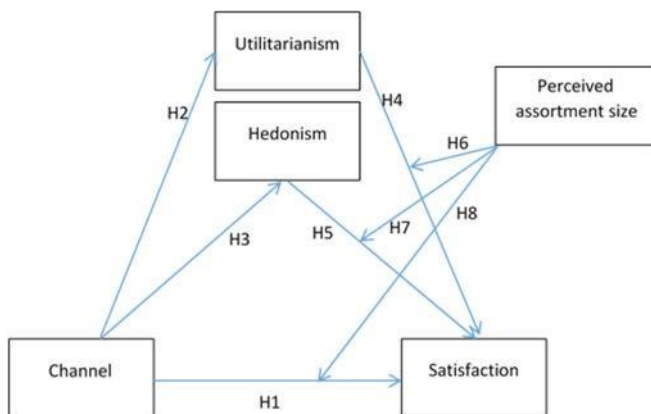 Utilitarianism
Perceived
assortment size
H4
H2
Hedonism
H6
H8
H7
H5
H3
Channel
Satisfaction
H1